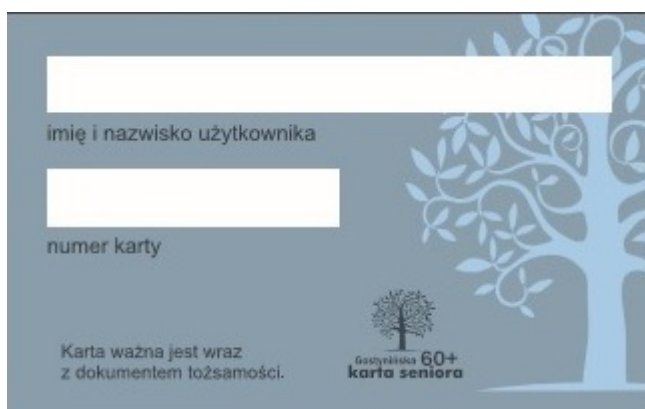 imię i nazwisko użytkownika
numer karty
Karta ważna jest wraz
z dokumentem tożsamości.
Gostynińska 60+
karta seniora